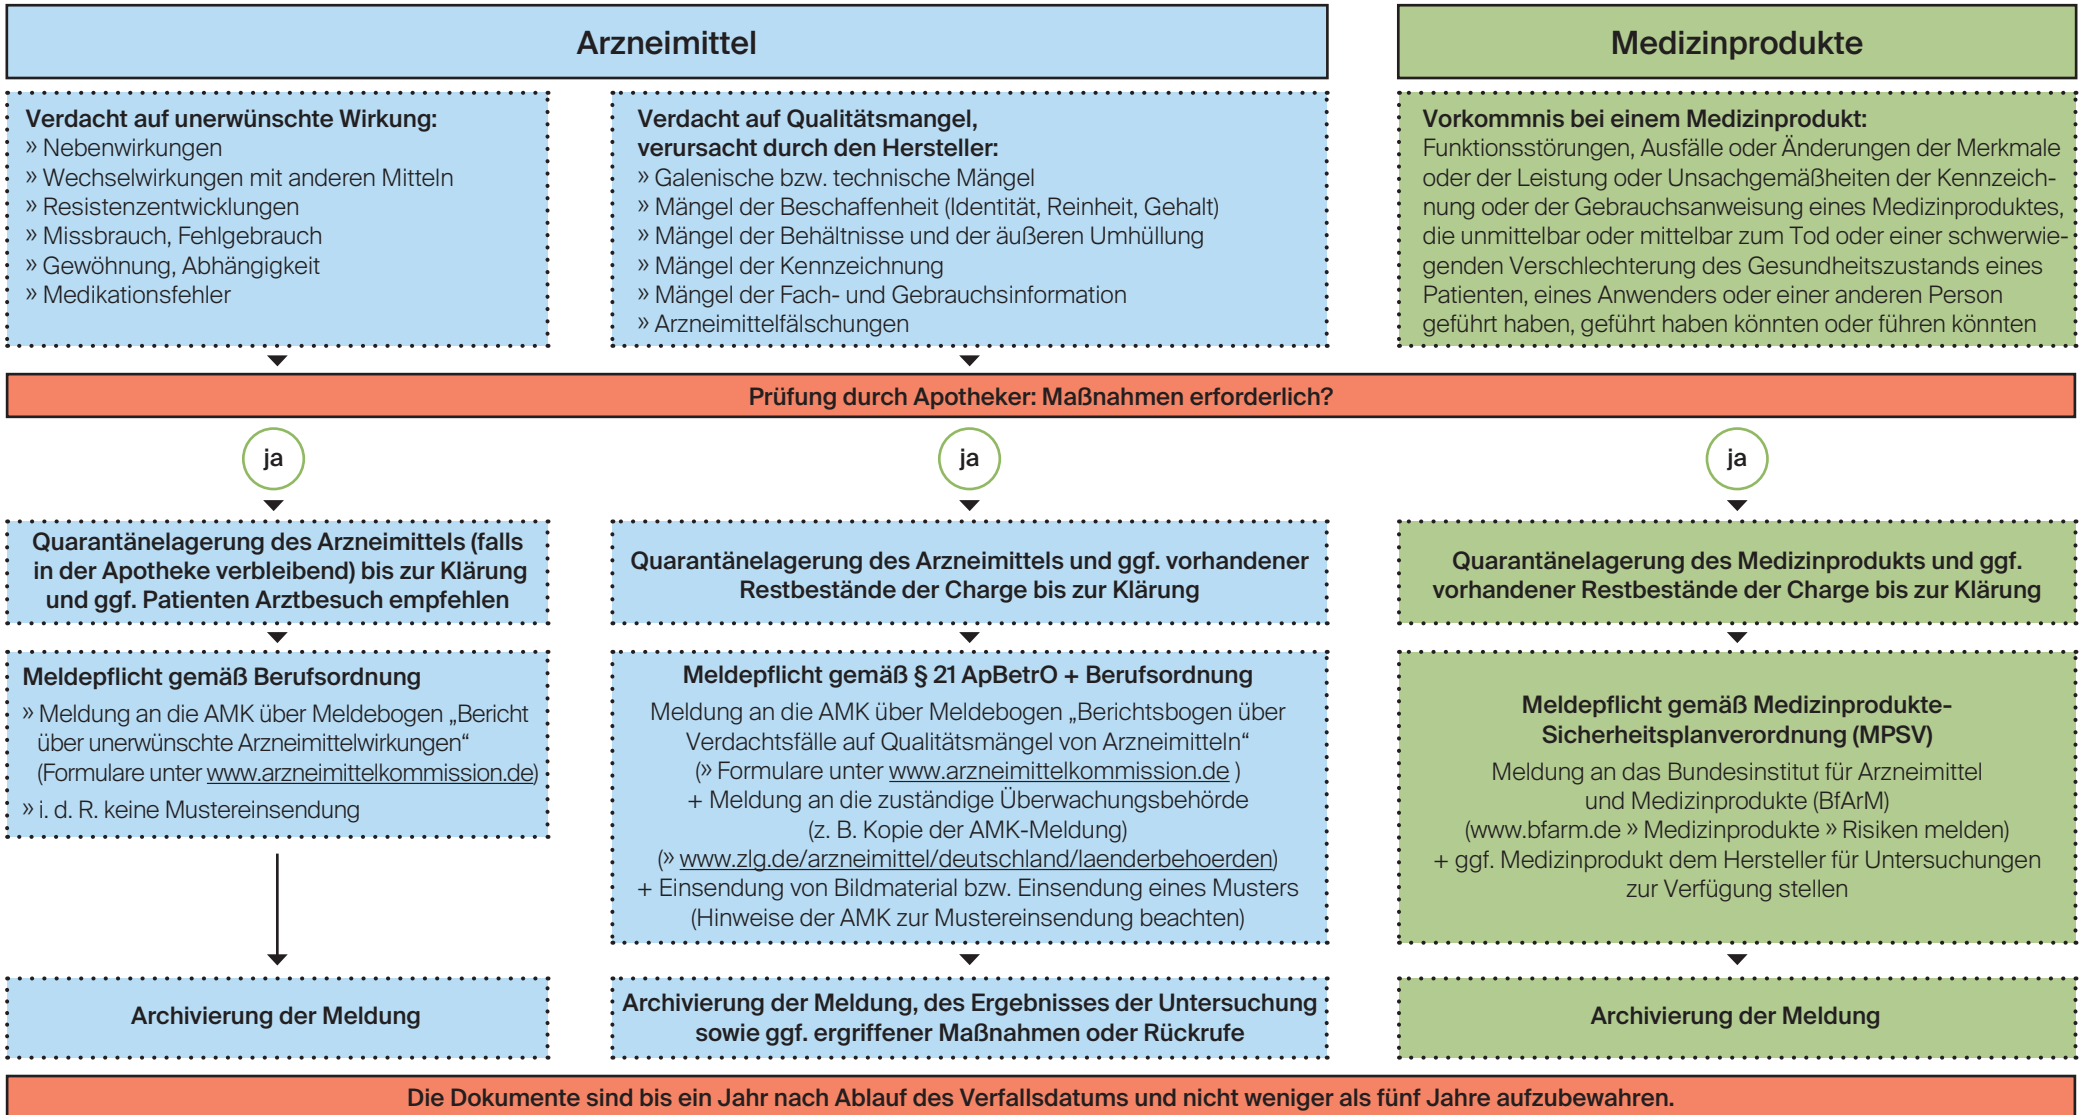 Arzneimittel
Medizinprodukte
Verdacht auf unerwünschte Wirkung:
» Nebenwirkungen
» Wechselwirkungen mit anderen Mitteln
» Resistenzentwicklungen
» Missbrauch, Fehlgebrauch
» Gewöhnung, Abhängigkeit
» Medikationsfehler
Verdacht auf Qualitätsmangel,
verursacht durch den Hersteller:
» Galenische bzw. technische Mängel
» Mängel der Beschaffenheit (Identität, Reinheit, Gehalt)
» Mängel der Behältnisse und der äußeren Umhüllung
» Mängel der Kennzeichnung
» Mängel der Fach- und Gebrauchsinformation
» Arzneimittelfälschungen
Vorkommnis bei einem Medizinprodukt:
Funktionsstörungen, Ausfälle oder Änderungen der Merkmale
oder der Leistung oder Unsachgemäßheiten der Kennzeich-
nung oder der Gebrauchsanweisung eines Medizinproduktes,
die unmittelbar oder mittelbar zum Tod oder einer schwerwie-
genden Verschlechterung des Gesundheitszustands eines
Patienten, eines Anwenders oder einer anderen Person
geführt haben, geführt haben könnten oder führen könnten
Prüfung durch Apotheker: Maßnahmen erforderlich?
ja
ja
ja
Quarantänelagerung des Arzneimittels (falls
in der Apotheke verbleibend) bis zur Klärung
und ggf. Patienten Arztbesuch empfehlen
Quarantänelagerung des Arzneimittels und ggf. vorhandener
Restbestände der Charge bis zur Klärung
Quarantänelagerung des Medizinprodukts und ggf.
vorhandener Restbestände der Charge bis zur Klärung
Meldepflicht gemäß Berufsordnung
» Meldung an die AMK über Meldebogen „Bericht
über unerwünschte Arzneimittelwirkungen“
(Formulare unter www.arzneimittelkommission.de)
» i. d. R. keine Mustereinsendung
Meldepflicht gemäß § 21 ApBetrO + Berufsordnung
Meldung an die AMK über Meldebogen „Berichtsbogen über
Verdachtsfälle auf Qualitätsmängel von Arzneimitteln“
(» Formulare unter www.arzneimittelkommission.de )
+ Meldung an die zuständige Überwachungsbehörde
(z. B. Kopie der AMK-Meldung)
(» www.zlg.de/arzneimittel/deutschland/laenderbehoerden)
+ Einsendung von Bildmaterial bzw. Einsendung eines Musters
(Hinweise der AMK zur Mustereinsendung beachten)
Meldepflicht gemäß Medizinprodukte-
Sicherheitsplanverordnung (MPSV)
Meldung an das Bundesinstitut für Arzneimittel
und Medizinprodukte (BfArM)
(www.bfarm.de » Medizinprodukte » Risiken melden)
+ ggf. Medizinprodukt dem Hersteller für Untersuchungen
zur Verfügung stellen
Archivierung der Meldung
Archivierung der Meldung, des Ergebnisses der Untersuchung
sowie ggf. ergriffener Maßnahmen oder Rückrufe
Archivierung der Meldung
Die Dokumente sind bis ein Jahr nach Ablauf des Verfallsdatums und nicht weniger als fünf Jahre aufzubewahren.